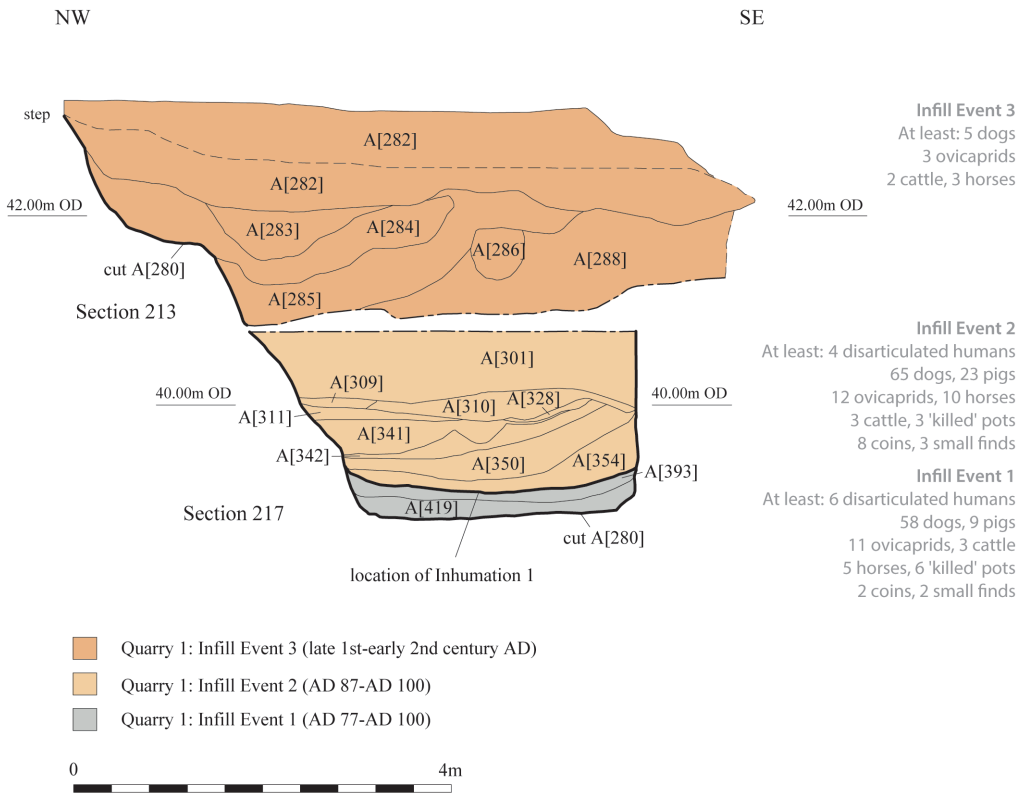 NW
SE
step
A[282]
A[282]
42.00m OD
42.00m OD
A[283]
A[284]
A[286]
A[288]
cut A[280]
A[285]
Section 213
Infill Event 3
At least: 5 dogs
3 ovicaprids
2 cattle, 3 horses
A[301]
A[309]
40.00m OD
40.00m OD
A[328]
A[310]
A[311]
A[341]
A[342]
A[350]
A[354]
A[393]
Section 217
A[419]
cut A[280]
location of Inhumation 1
Infill Event 2
At least: 4 disarticulated humans
65 dogs, 23 pigs
12 ovicaprids, 10 horses
3 cattle, 3 'killed' pots
8 coins, 3 small finds
Infill Event 1
At least: 6 disarticulated humans
58 dogs, 9 pigs
11 ovicaprids, 3 cattle
5 horses, 6 'killed' pots
2 coins, 2 small finds
Quarry 1: Infill Event 3 (late 1st-early 2nd century AD)
Quarry 1: Infill Event 2 (AD 87-AD 100)
Quarry 1: Infill Event 1 (AD 77-AD 100)
0
4m